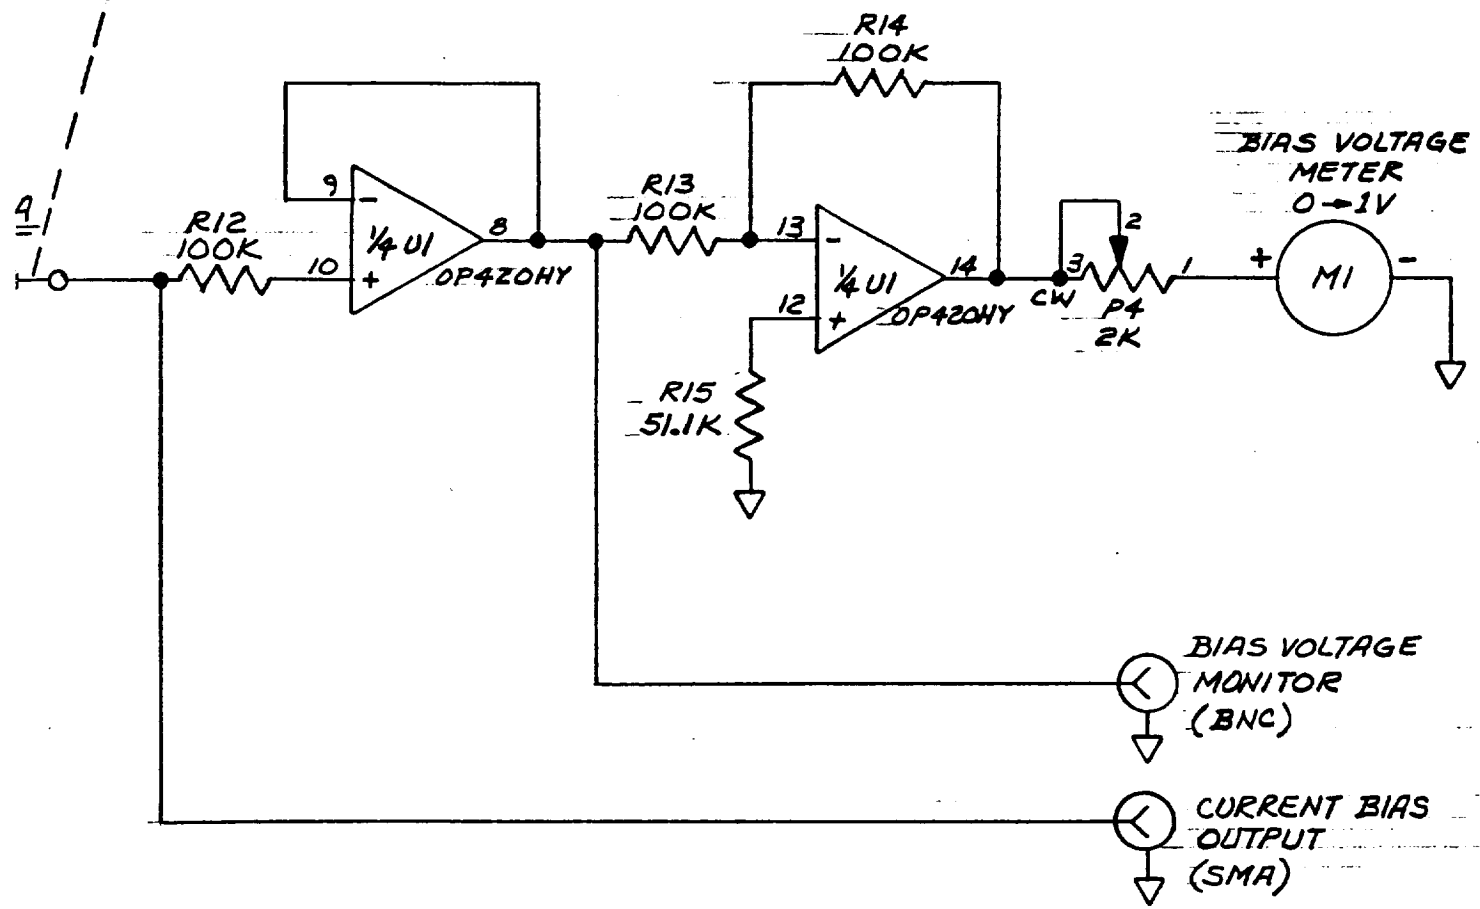 R14
100K
BIAS VOLTAGE
METER
0→1V
R13
100K
9
-
8
A
R12
100K
1/4 U1
13
-
2
10
+
OP420HY
14
3
1
+
M1
-
1/4 U1
CW
P4
2K
12
+
OP420HY
R15
51.1K
BIAS VOLTAGE
MONITOR
(BNC)
CURRENT BIAS
OUTPUT
(SMA)